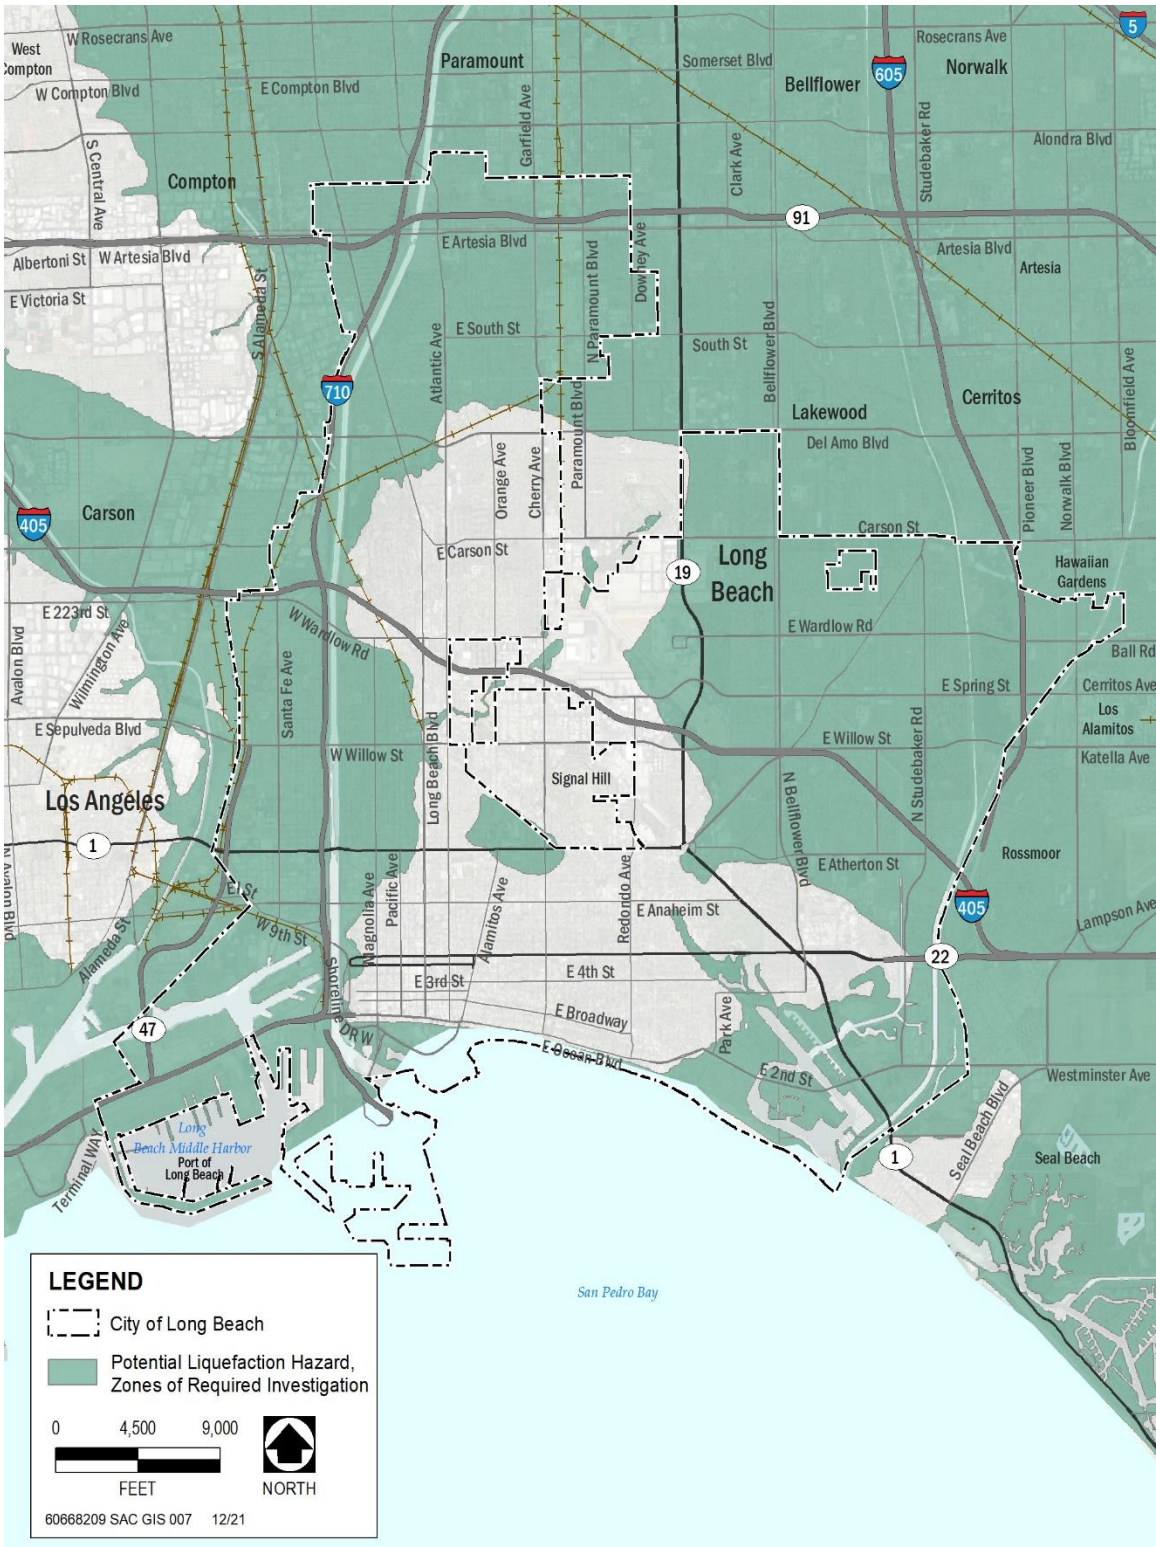 W Rosecrans Ave
Rosecrans Ave
5
West
Compton
Paramount
Somerset Blvd
Norwalk
605
Bellflower
W Compton Blvd
E Compton Blvd
Garfield Ave
Studebaker Rd
Alondra Blvd
S Central Ave
Clark Ave
Compton
91
Albertoni St
W Artesia Blvd
E Artesia Blvd
Artesia Blvd
Artesia
Downey Ave
N Paramount Blvd
E Victoria St
S Alameda St
E South St
South St
Atlantic Ave
Bellflower Blvd
Bloomfield Ave
710
Cerritos
Lakewood
Paramount Blvd
Del Amo Blvd
Orange Ave
Cherry Ave
Pioneer Blvd
Norwalk Blvd
405
Carson
Carson St
E Carson St
Long
Beach
19
Hawaiian
Gardens
E 223rd St
W Wardlow Rd
E Wardlow Rd
Avalon Blvd
Wilmington Ave
Ball Rd
Santa Fe Ave
E Spring St
Cerritos Ave
E Sepulveda Blvd
Los
Alamitos
W Willow St
E Willow St
Katella Ave
Long Beach Blvd
N Studebaker Rd
Signal Hill
N Bellflower Blvd
Los Angeles
1
N Avalon Blvd
Rossmoor
E Atherton St
E I St
Magnolia Ave
Pacific Ave
Alamitos Ave
Redondo Ave
E Anaheim St
405
Lampson Ave
W 9th St
Alameda St
22
E 3rd St
E 4th St
Shoreline DR W
E Broadway
Park Ave
47
E Ocean Blvd
E 2nd St
Westminster Ave
Seal Beach Blvd
Long
Beach Middle Harbor
Port of
Long Beach
Terminal WAY
1
Seal Beach
San Pedro Bay
LEGEND
City of Long Beach
Potential Liquefaction Hazard,
Zones of Required Investigation
0 4,500 9,000
FEET
NORTH
60668209 SAC GIS 007 12/21